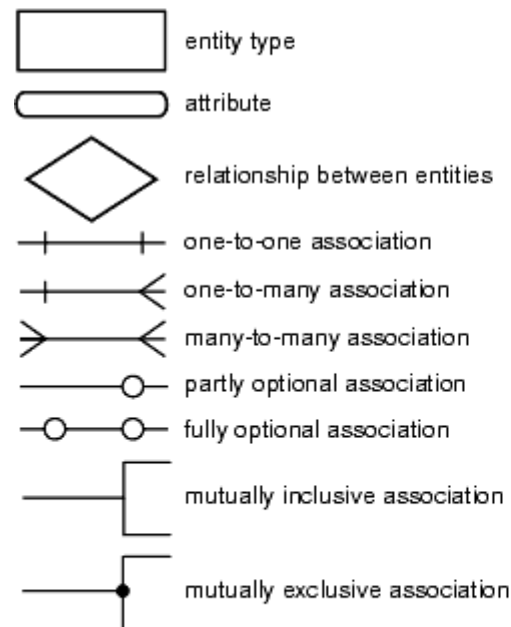 entity type
attribute
relationship between entities
one-to-one association
one-to-many association
many-to-many association
partly optional association
fully optional association
mutually inclusive association
mutually exclusive association